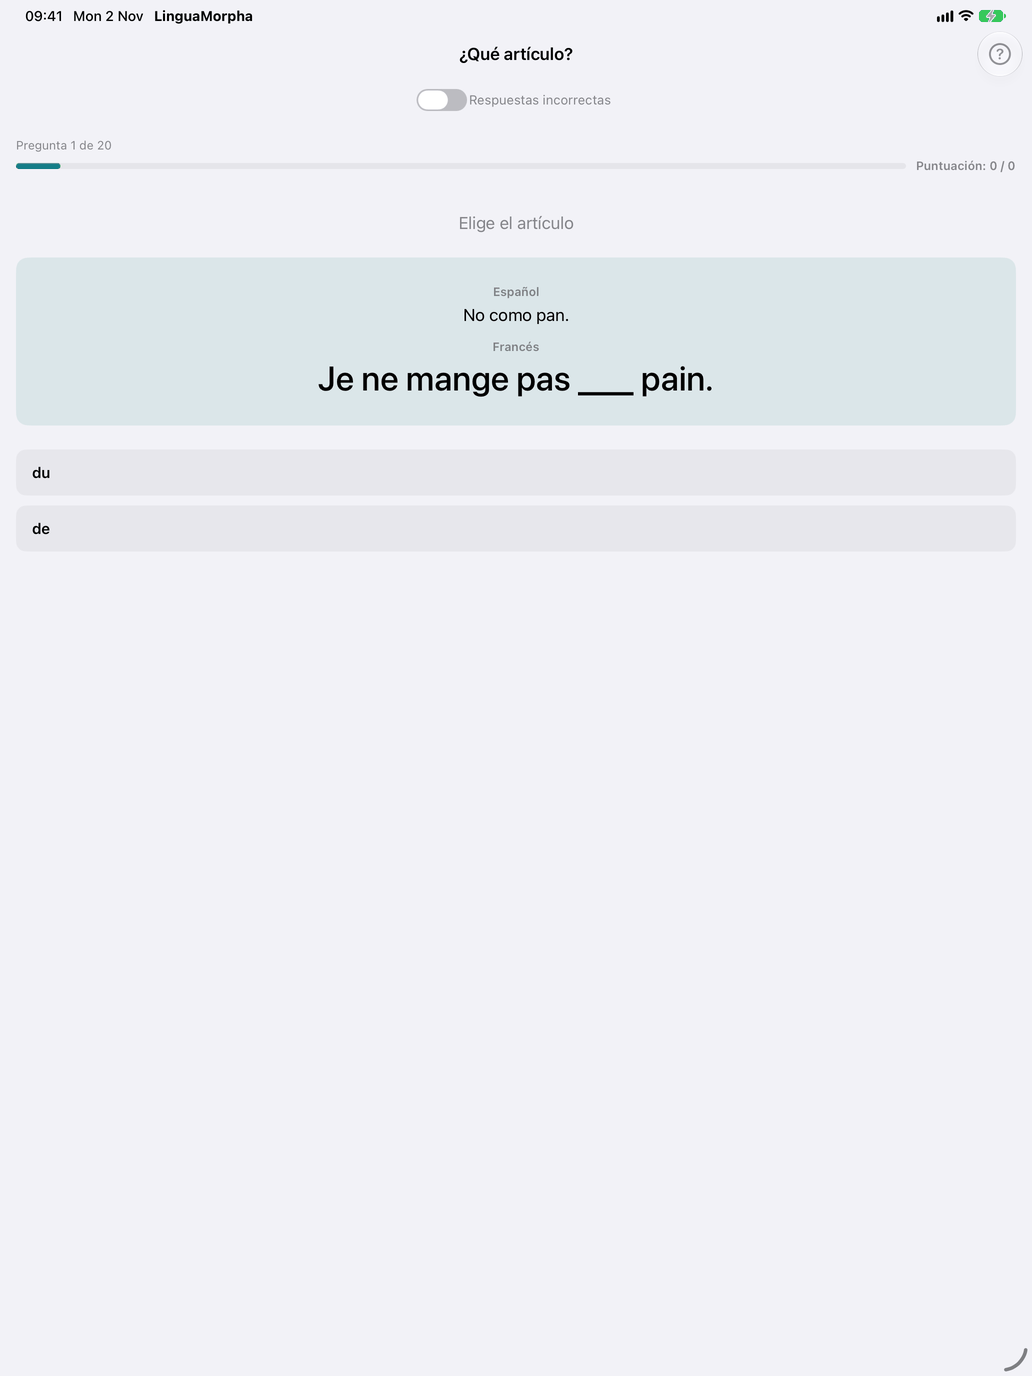 09:41 Mon 2 Nov LinguaMorpha
¿Qué artículo?
?
Respuestas incorrectas
Pregunta 1 de 20
Puntuación: 0 / 0
Elige el artículo
Español
No como pan.
Francés
Je ne mange pas ___ pain.
du
de